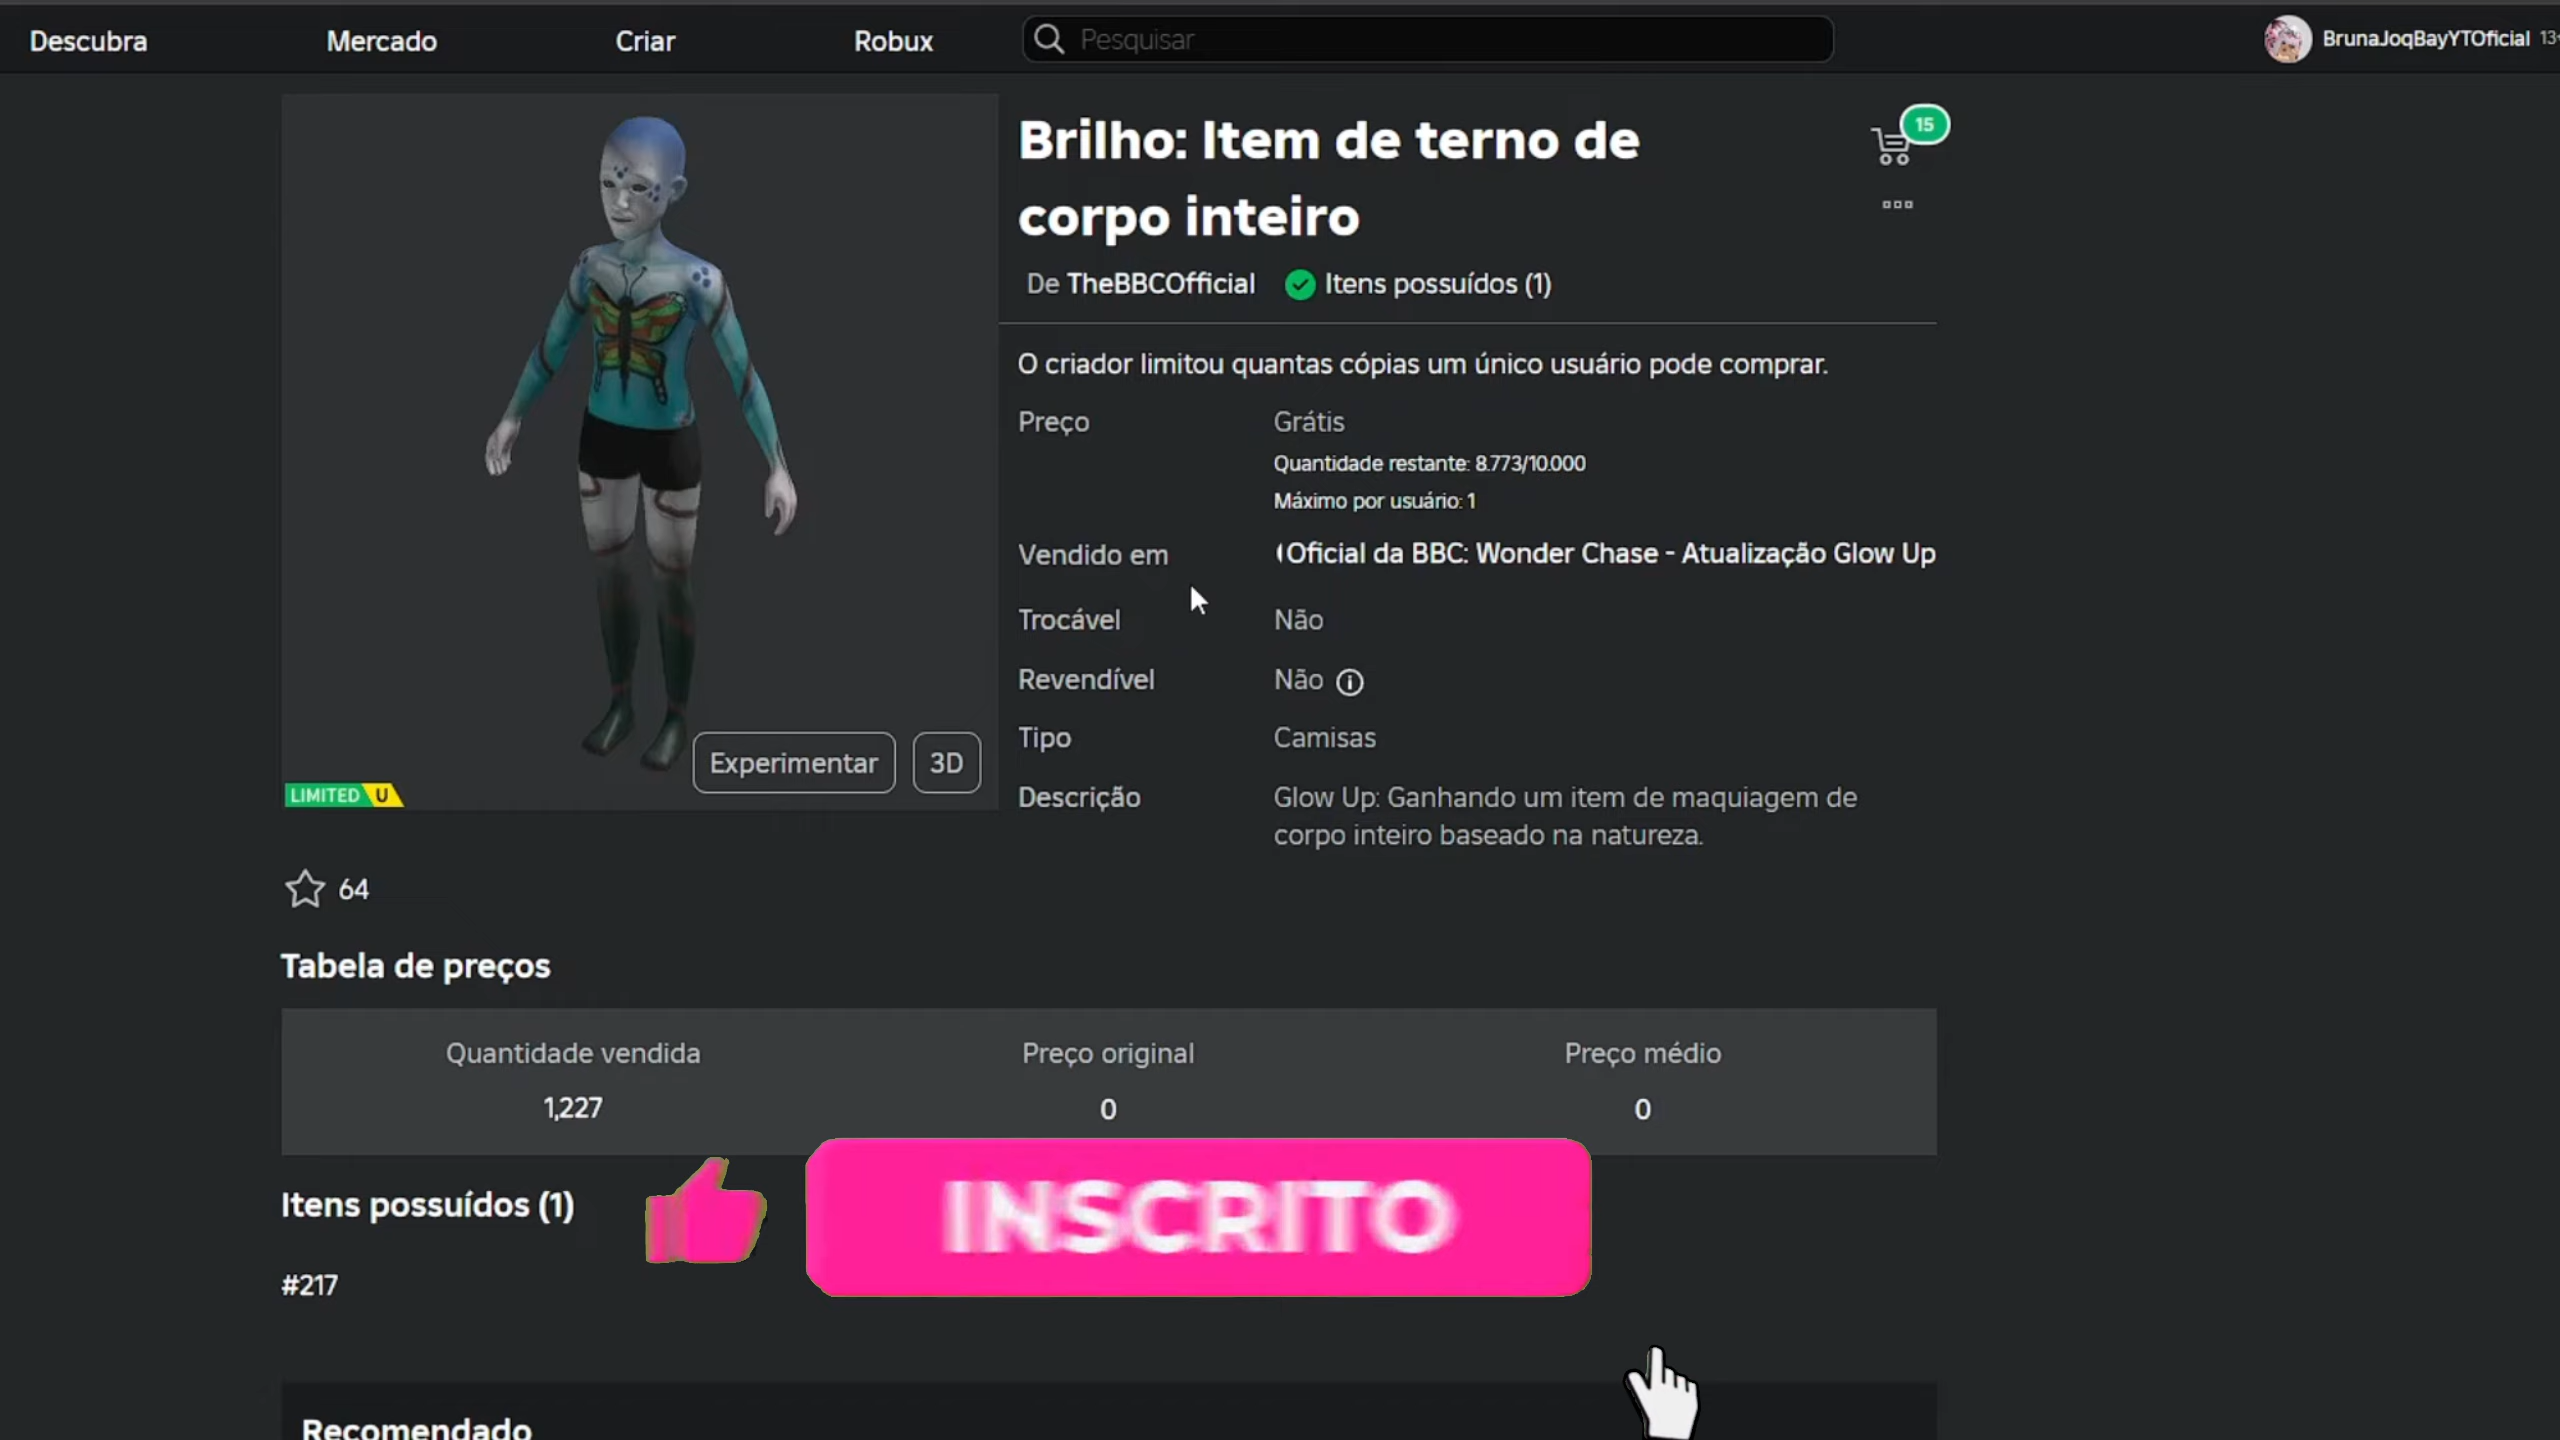 Descubra
Mercado
Criar
Robux
Pesquisar
BrunaJoqBayYTOficial
Brilho: Item de terno de
corpo inteiro
15
De TheBBCOfficial
Itens possuídos (1)
O criador limitou quantas cópias um único usuário pode comprar.
Preço
Grátis
Quantidade restante: 8.773/10.000
Máximo por usuário: 1
Vendido em
Oficial da BBC: Wonder Chase - Atualização Glow Up
Trocável
Não
Revendível
Não
Tipo
Camisas
Descrição
Glow Up: Ganhando um item de maquiagem de
corpo inteiro baseado na natureza.
Experimentar
3D
LIMITED U
64
Tabela de preços
Quantidade vendida
Preço original
Preço médio
1,227
0
0
Itens possuídos (1)
INSCRITO
#217
Recomendado